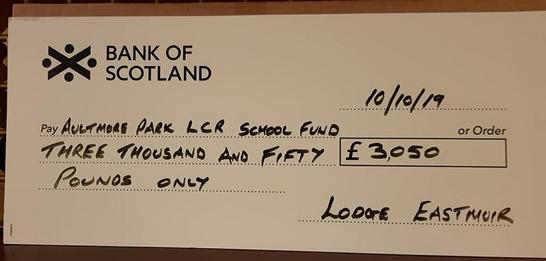 BANK OF
SCOTLAND
10/10/19
Pay AULTMORE PARK LCR SCHOOL FUND or Order
THREE THOUSAND AND FIFTY £ 3,050
POUNDS ONLY
LODGE EASTMUIR